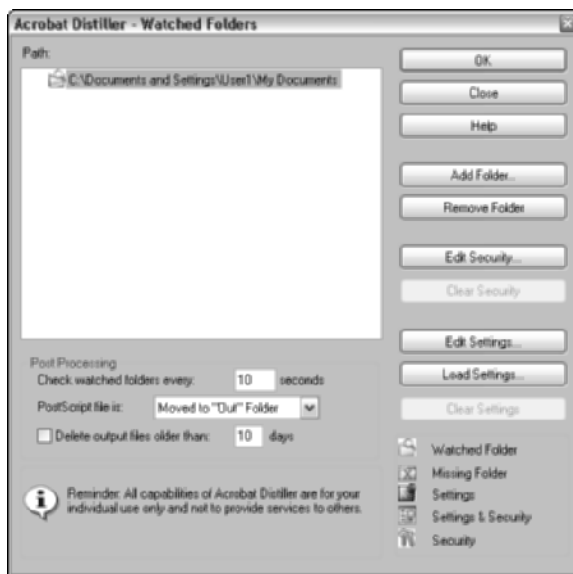 Acrobat Distiller - Watched Folders
Path:
C:\Documents and Settings\User1\My Documents
OK
Close
Help
Add Folder...
Remove Folder
Edit Security...
Clear Security
Edit Settings...
Load Settings...
Clear Settings
Post Processing
Check watched folders every: 10 seconds
PostScript file is: Moved to "Out" Folder
Delete output files older than: 10 days
Reminder: All capabilities of Acrobat Distiller are for your
individual use only and not to provide services to others.
Watched Folder
Missing Folder
Settings
Settings & Security
Security